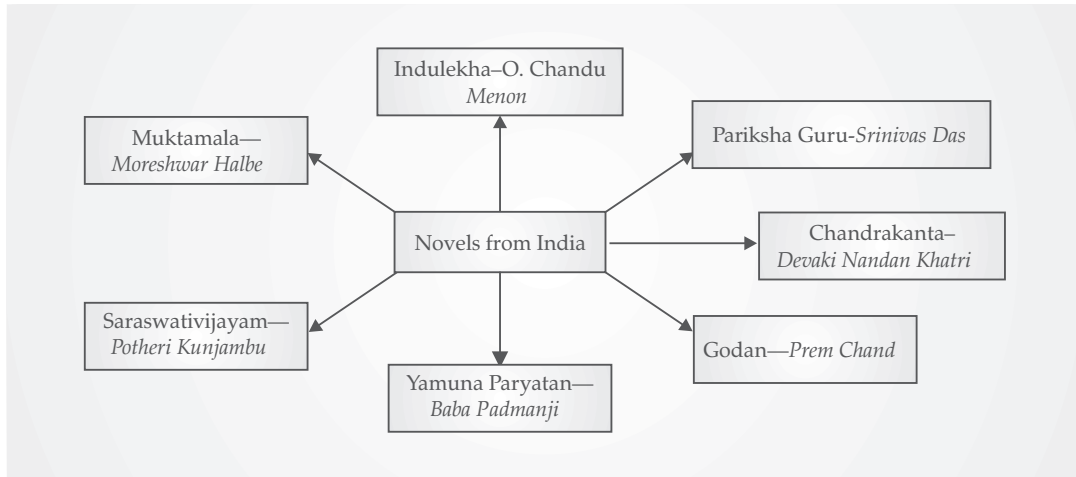 Indulekha–O. Chandu
Menon
Muktamala—
Moreshwar Halbe
Pariksha Guru-Srinivas Das
Novels from India
Chandrakanta–
Devaki Nandan Khatri
Saraswativijayam—
Potheri Kunjambu
Godan—Prem Chand
Yamuna Paryatan—
Baba Padmanji